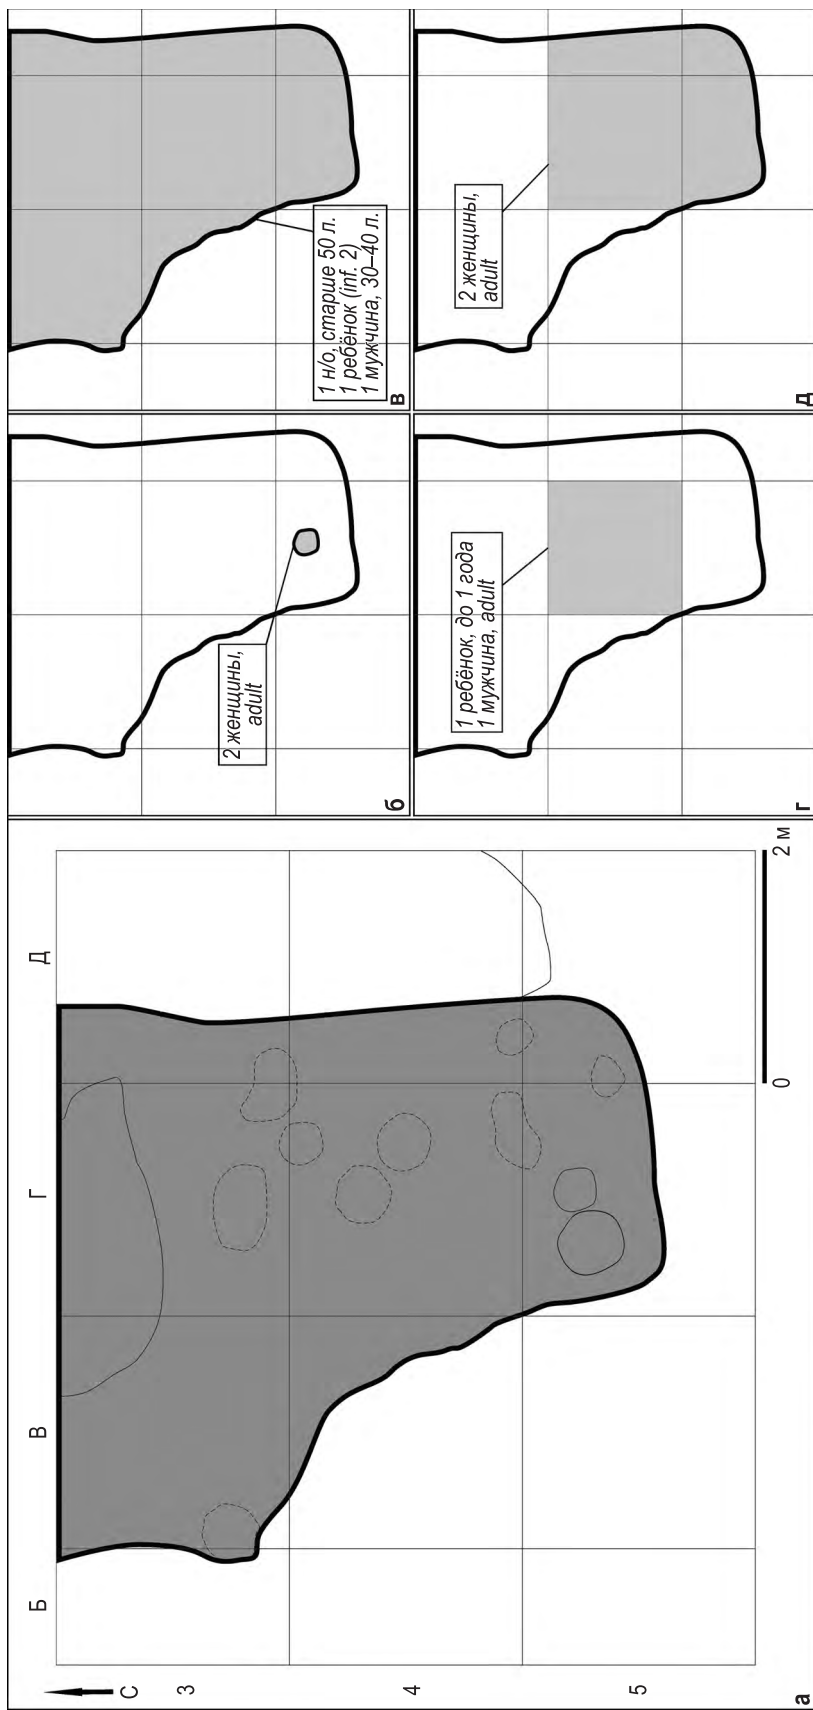 Б
В
Г
Д
С
3
4
5
0
2 м
а
2 женщины,
adult
б
1 н/о, старше 50 л.
1 ребёнок (inf. 2)
1 мужчина, 30–40 л.
в
1 ребёнок, до 1 года
1 мужчина, adult
г
2 женщины,
adult
д